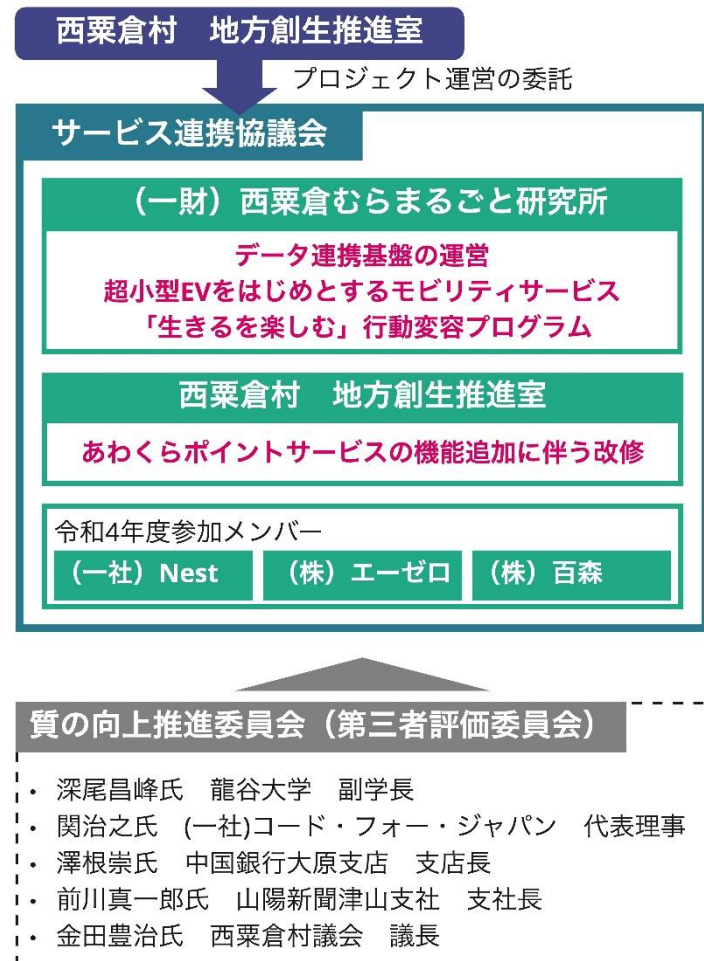 西粟倉村　地方創生推進室
プロジェクト運営の委託
サービス連携協議会
（一財）西粟倉むらまるごと研究所
データ連携基盤の運営
超小型EVをはじめとするモビリティサービス
「生きるを楽しむ」行動変容プログラム
西粟倉村　地方創生推進室
あわくらポイントサービスの機能追加に伴う改修
令和4年度参加メンバー
（一社）Nest
（株）エーゼロ
（株）百森
質の向上推進委員会（第三者評価委員会）
・ 深尾昌峰氏　龍谷大学　副学長
・ 関治之氏　(一社)コード・フォー・ジャパン　代表理事
・ 澤根崇氏　中国銀行大原支店　支店長
・ 前川真一郎氏　山陽新聞津山支社　支社長
・ 金田豊治氏　西粟倉村議会　議長